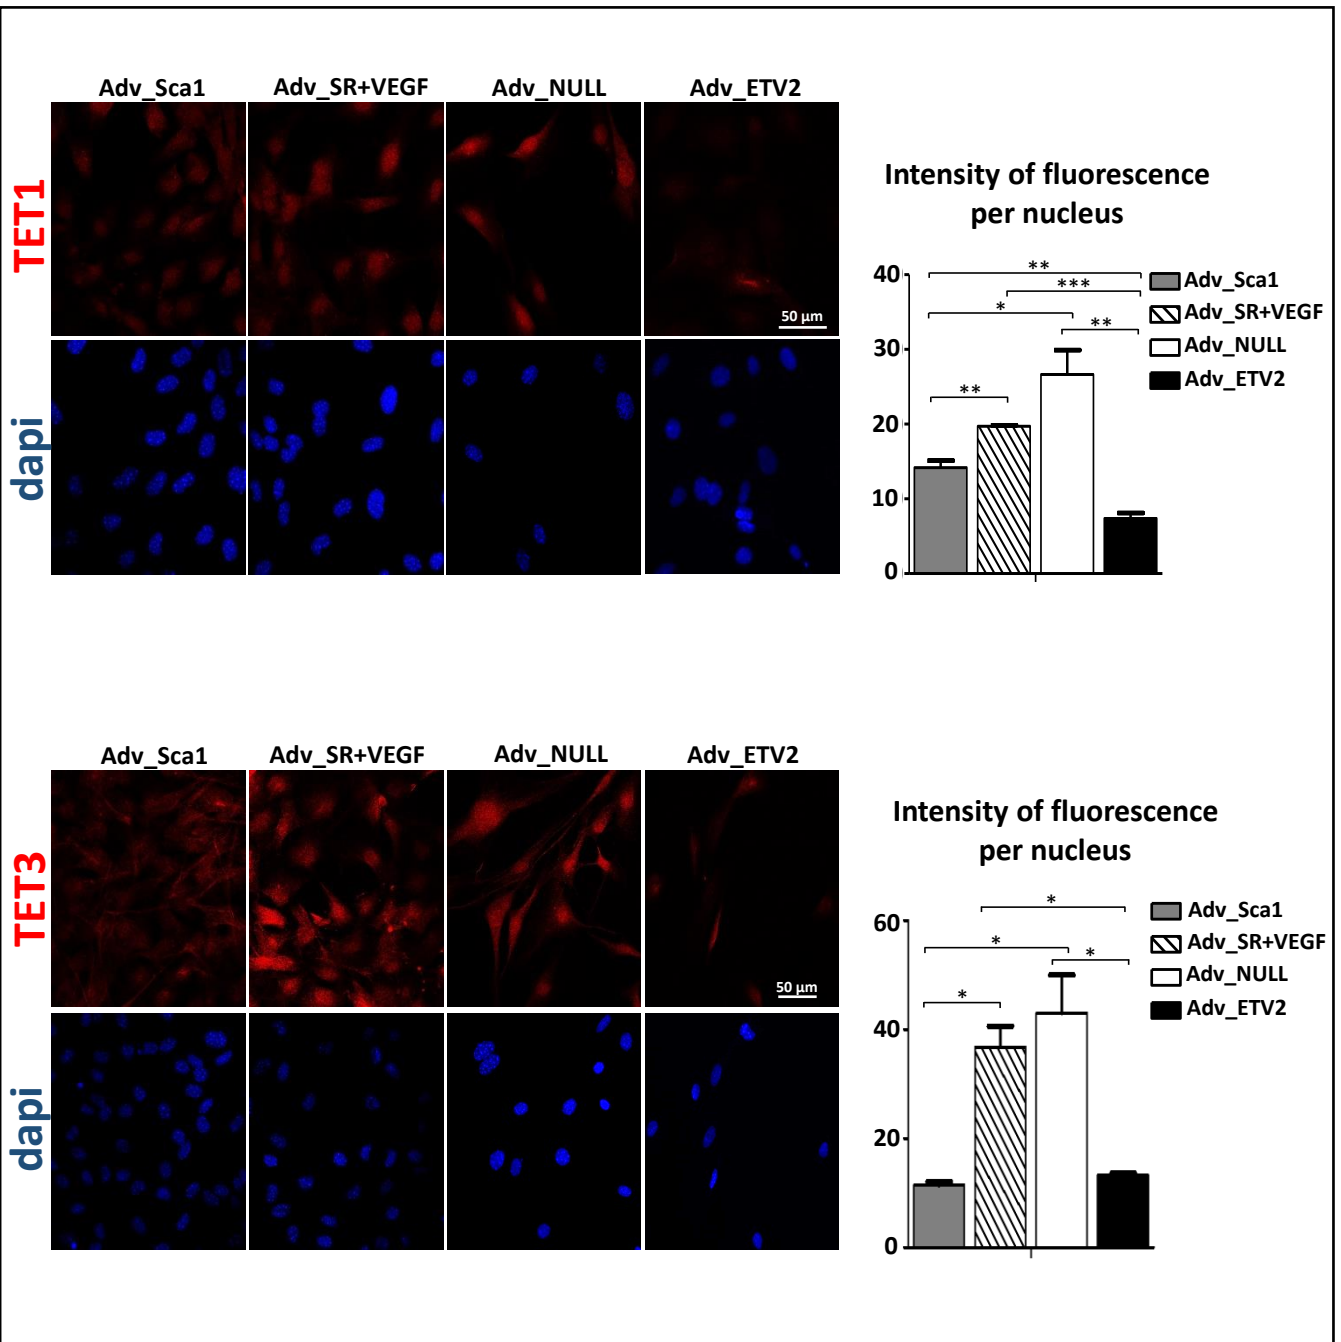 Adv_Sca1 Adv_SR+VEGF Adv_NULL Adv_ETV2
TET1
50 µm
dapi
Intensity of fluorescence
per nucleus
40
30
20
10
0
**
***
*
**
**
Adv_Sca1
Adv_SR+VEGF
Adv_NULL
Adv_ETV2
Adv_Sca1 Adv_SR+VEGF Adv_NULL Adv_ETV2
TET3
50 µm
dapi
Intensity of fluorescence
per nucleus
60
40
20
0
*
*
*
*
Adv_Sca1
Adv_SR+VEGF
Adv_NULL
Adv_ETV2